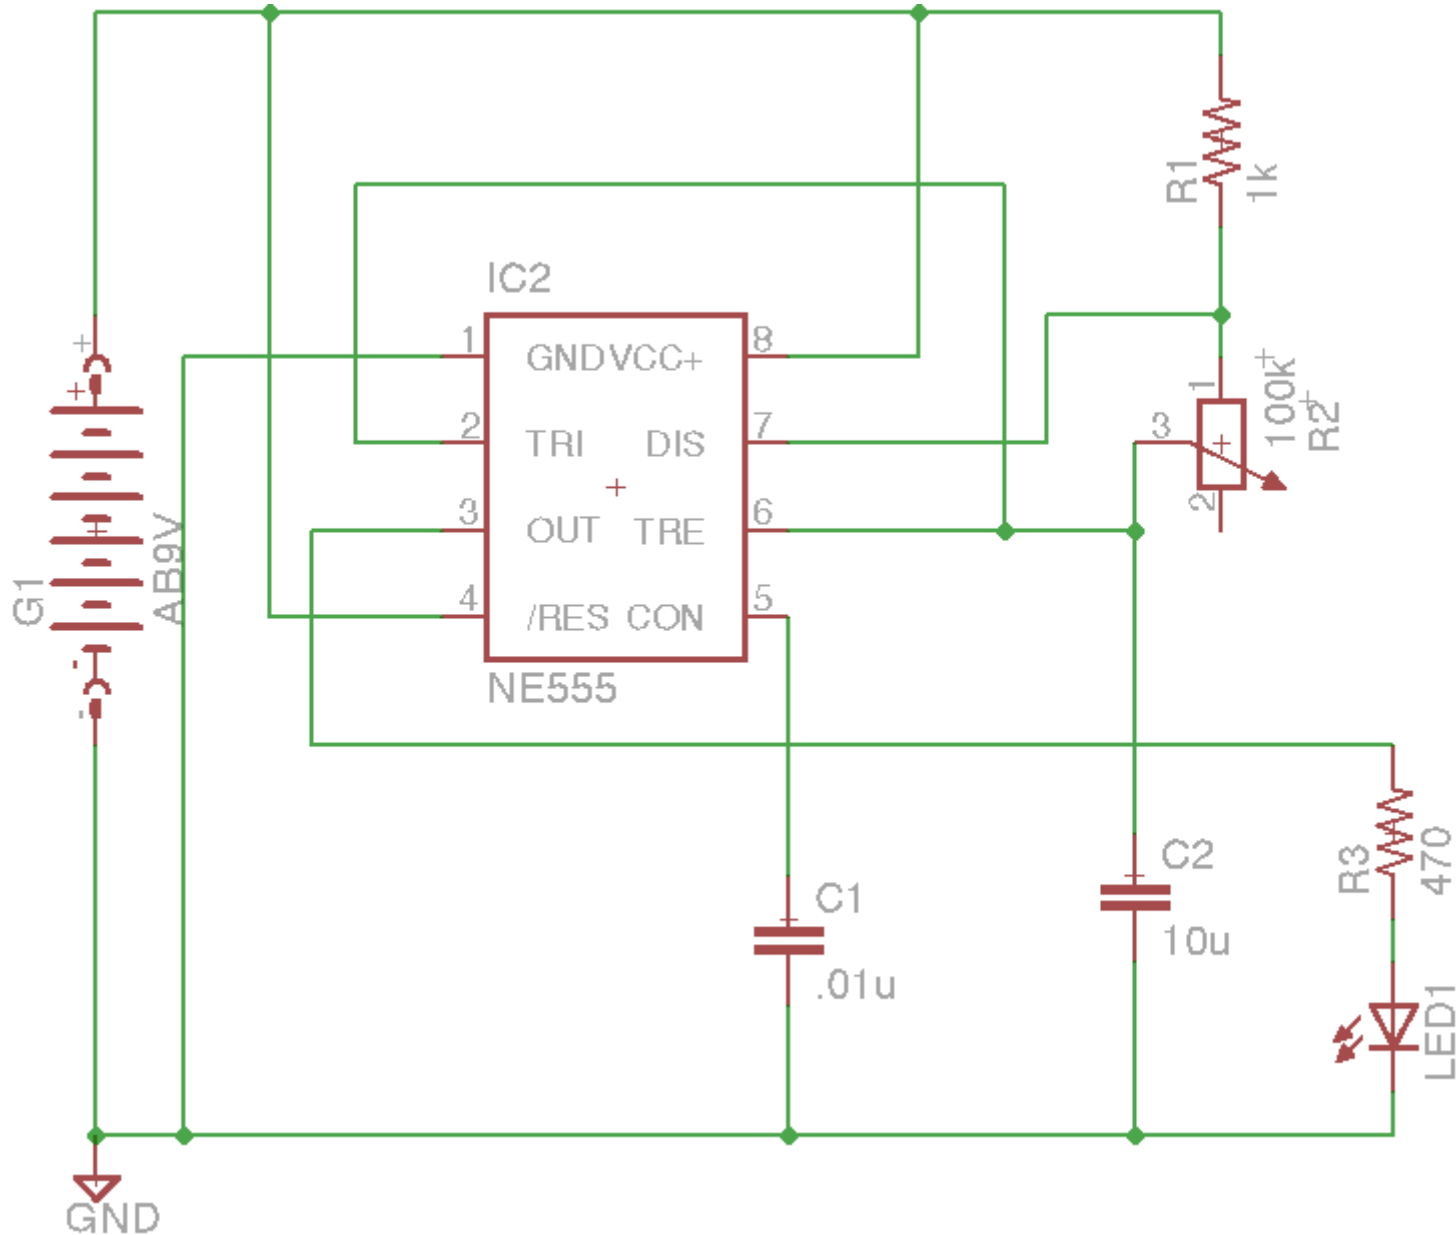 R1
1k
IC2
1
GND
VCC+
8
2
TRI
DIS
7
3
OUT
TRE
6
4
/RES
CON
5
NE555
+
+
G1
AB9V
-
-
1
3
2
100k
R2
C1
.01u
C2
10u
R3
470
LED1
GND